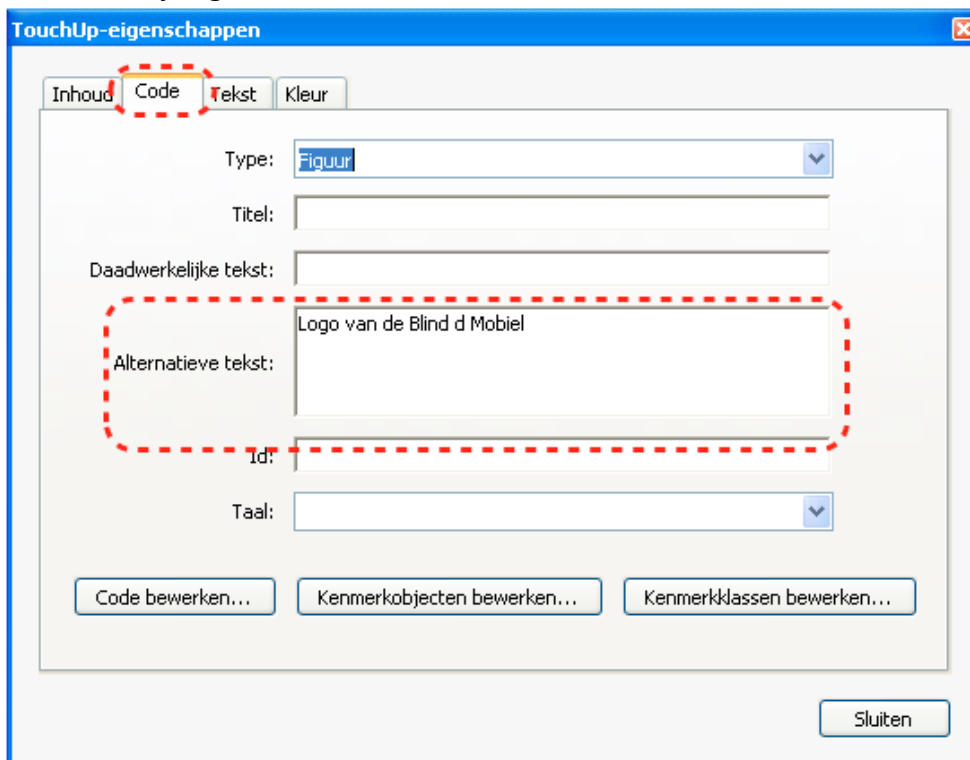 TouchUp-eigenschappen
Inhoud Code Tekst Kleur
Type: Figuur
Titel:
Daadwerkelijke tekst:
Alternatieve tekst: Logo van de Blind d Mobiel
Id:
Taal:
Code bewerken... Kenmerkobjecten bewerken... Kenmerkklassen bewerken...
Sluiten